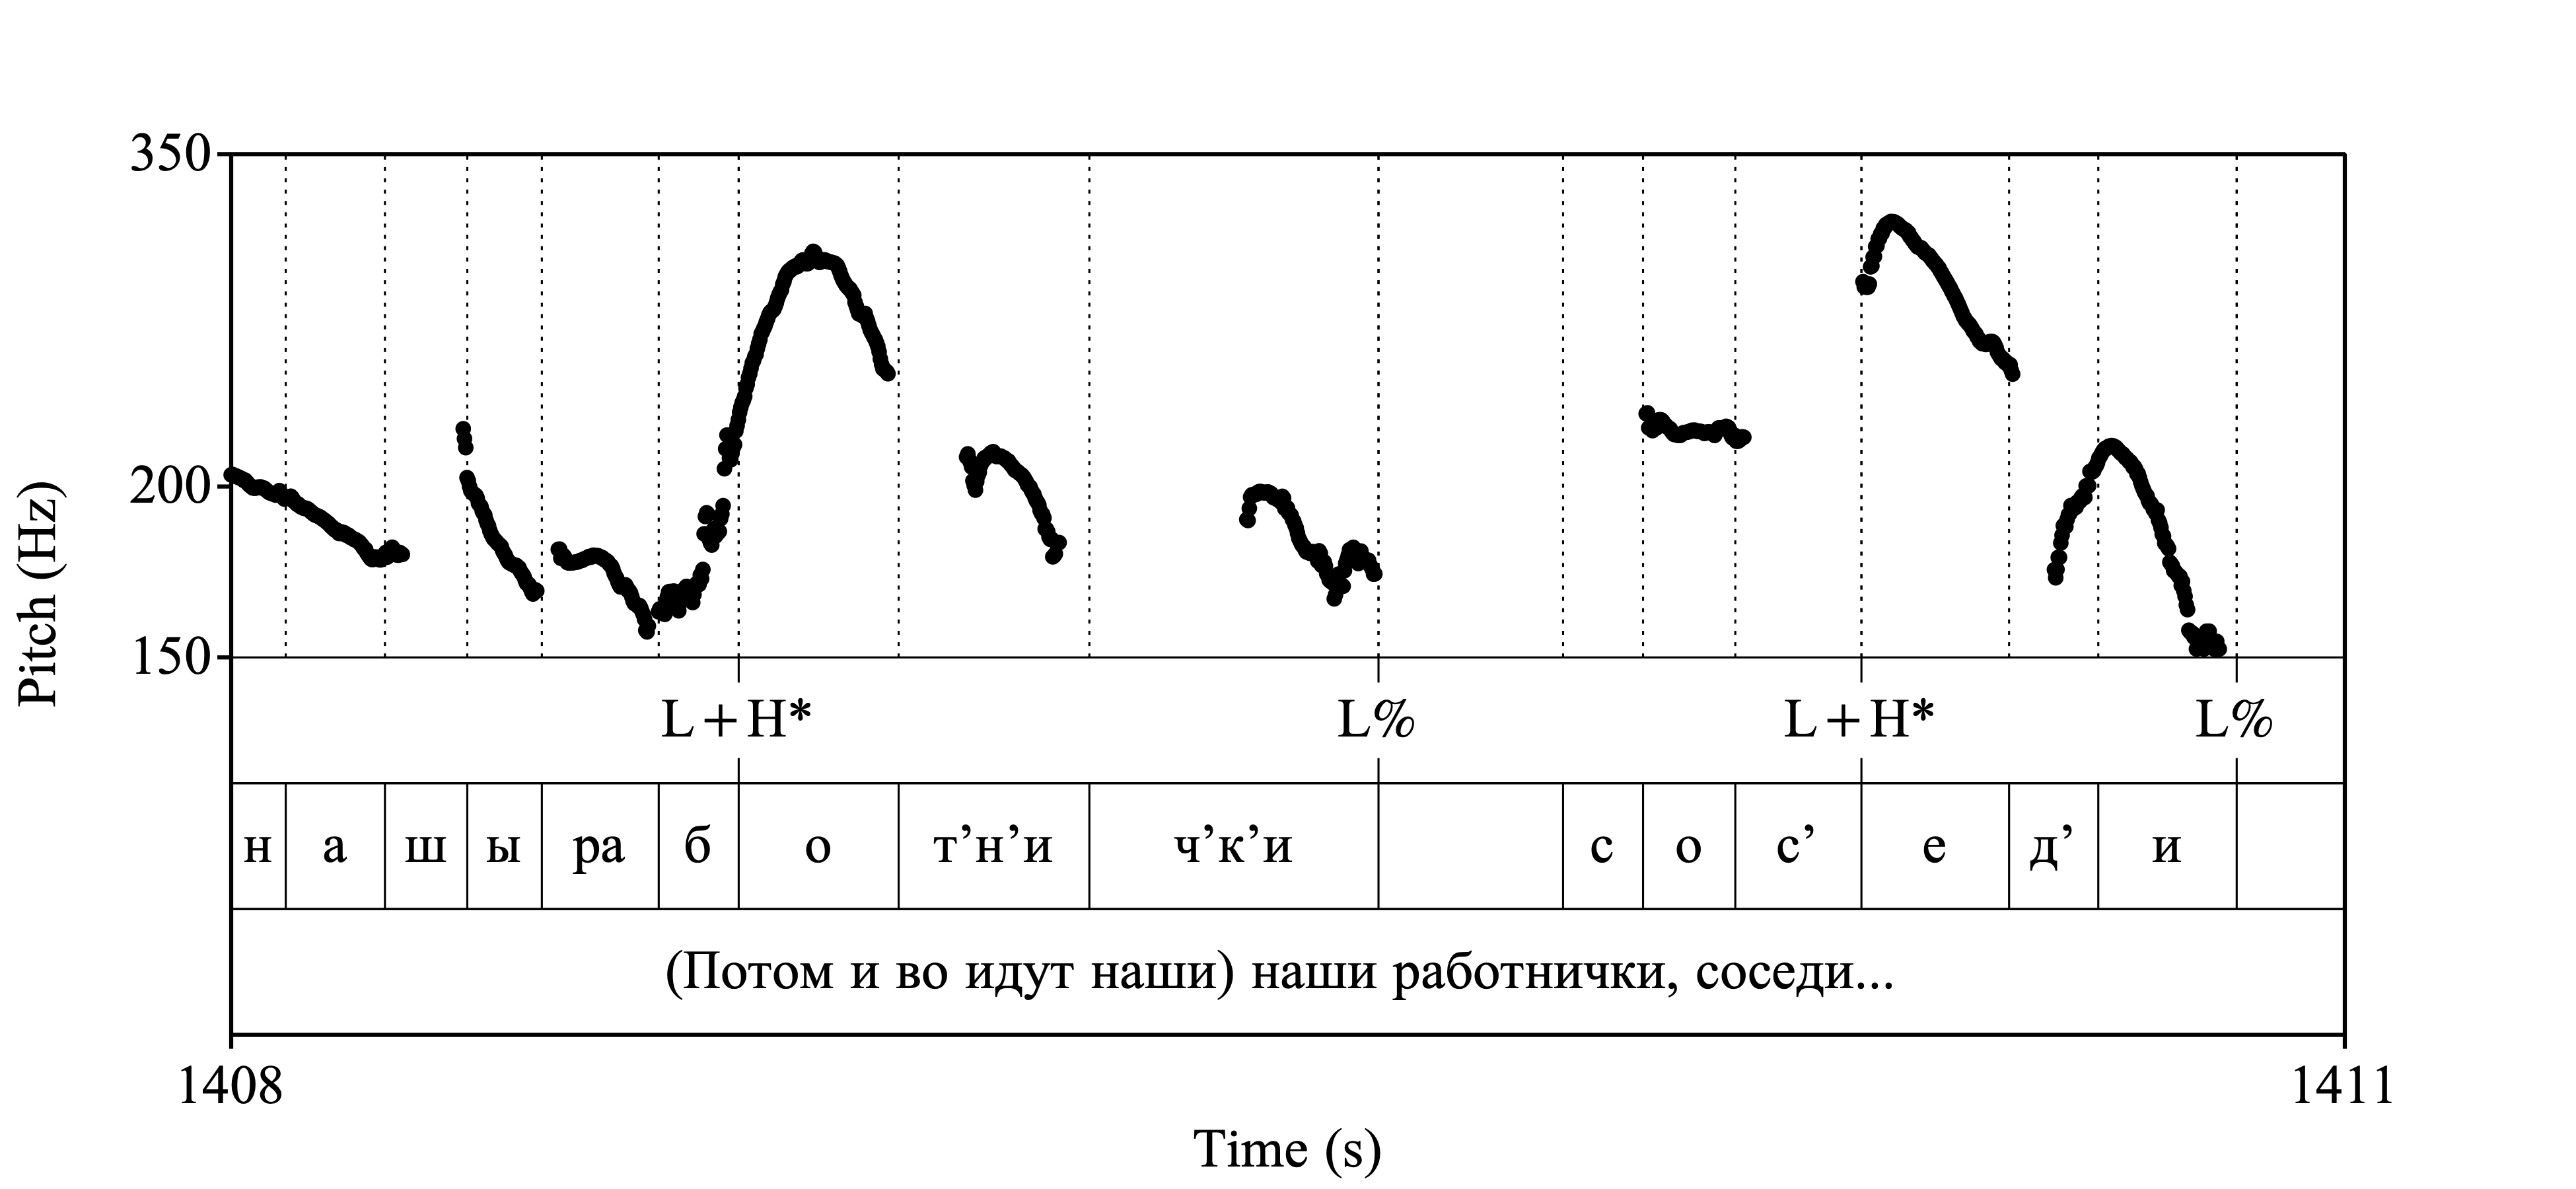 350
200
150
Pitch (Hz)
L+H* L% L+H* L%
н а ш ы ра б о т’н’и ч’к’и с о с’ е д’ и
(Потом и во идут наши) наши работнички, соседи...
1408 1411
Time (s)